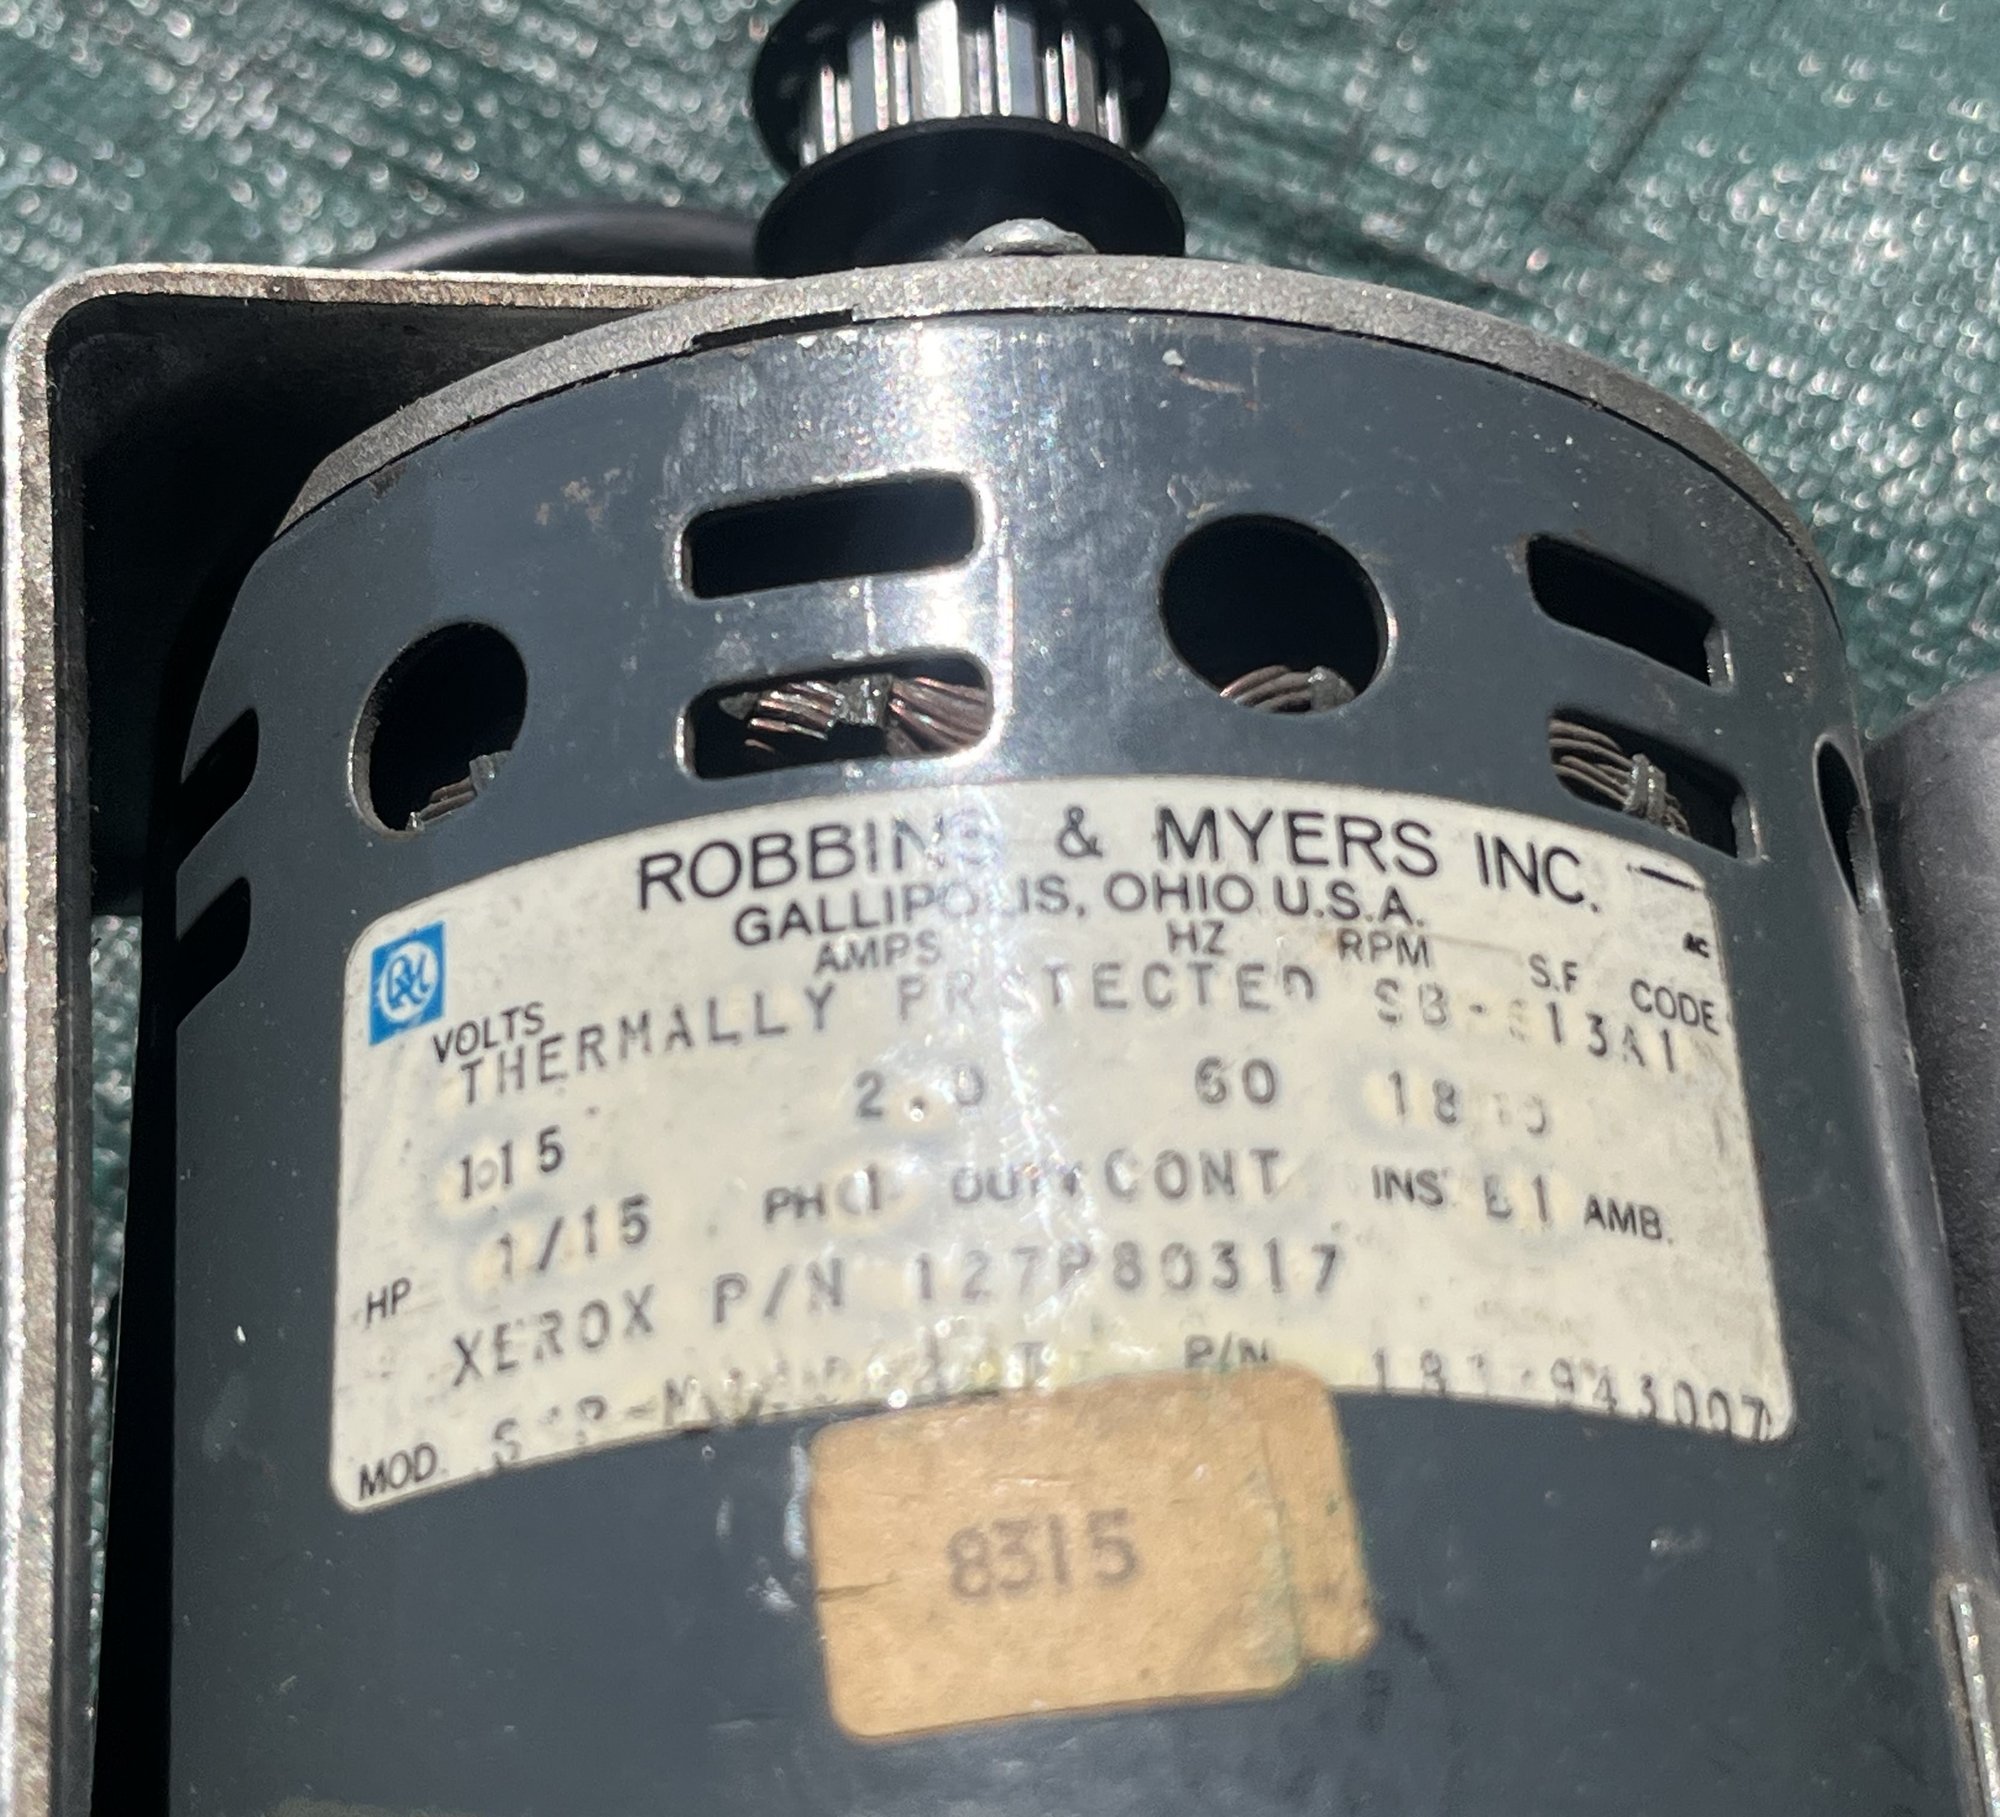 ROBBINS & MYERS INC.
GALLIPOLIS, OHIO U.S.A.
VOLTS AMPS HZ RPM S.F. CODE
THERMALLY PROTECTED
115 2.0 60
HP 1/15 PH 1 DUTY CONT INS. AMB.
XEROX P/N 127P80317
MOD. P/N
8315